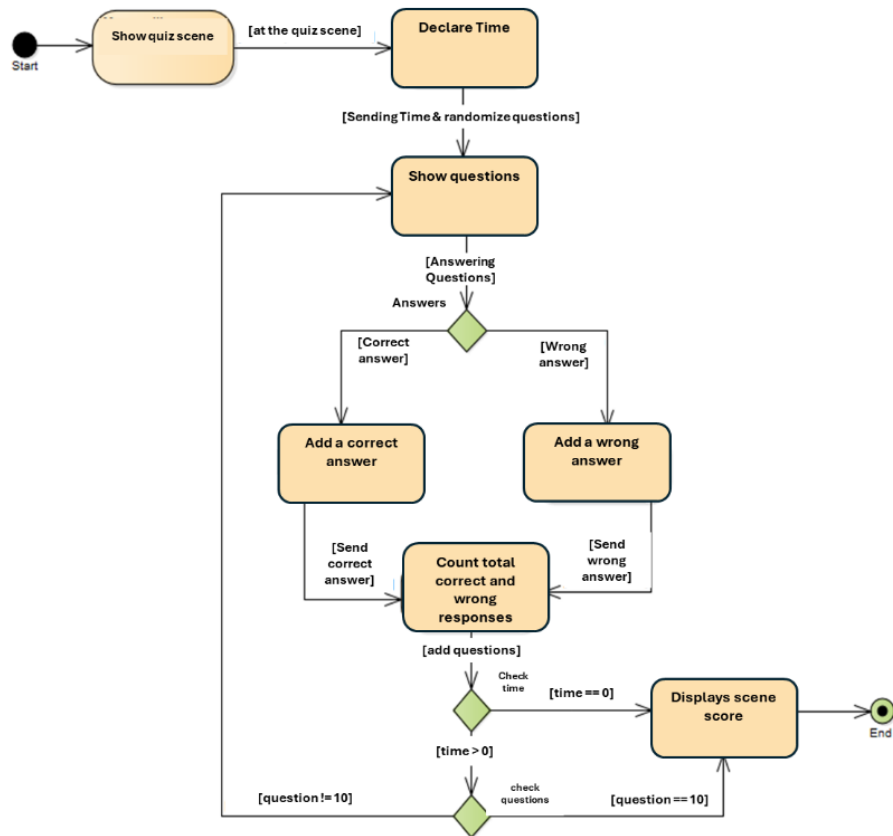 Show quiz scene
[at the quiz scene]
Declare Time
Start
[Sending Time & randomize questions]
Show questions
[Answering
Questions]
Answers
[Correct
answer]
[Wrong
answer]
Add a correct
answer
Add a wrong
answer
[Send
correct
answer]
Count total
correct and
wrong
responses
[Send
wrong
answer]
[add questions]
Check
time
[time == 0]
Displays scene
score
End
[time > 0]
[question != 10]
check
questions
[question == 10]